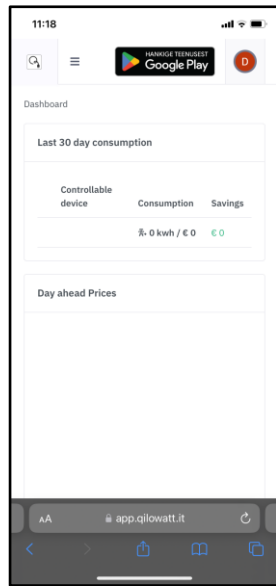 11:18
HANKIGE TEENUSEST
Google Play
D
Dashboard
Last 30 day consumption
Controllable
device
Consumption
Savings
0 kwh / € 0
€ 0
Day ahead Prices
AA
app.qilowatt.it